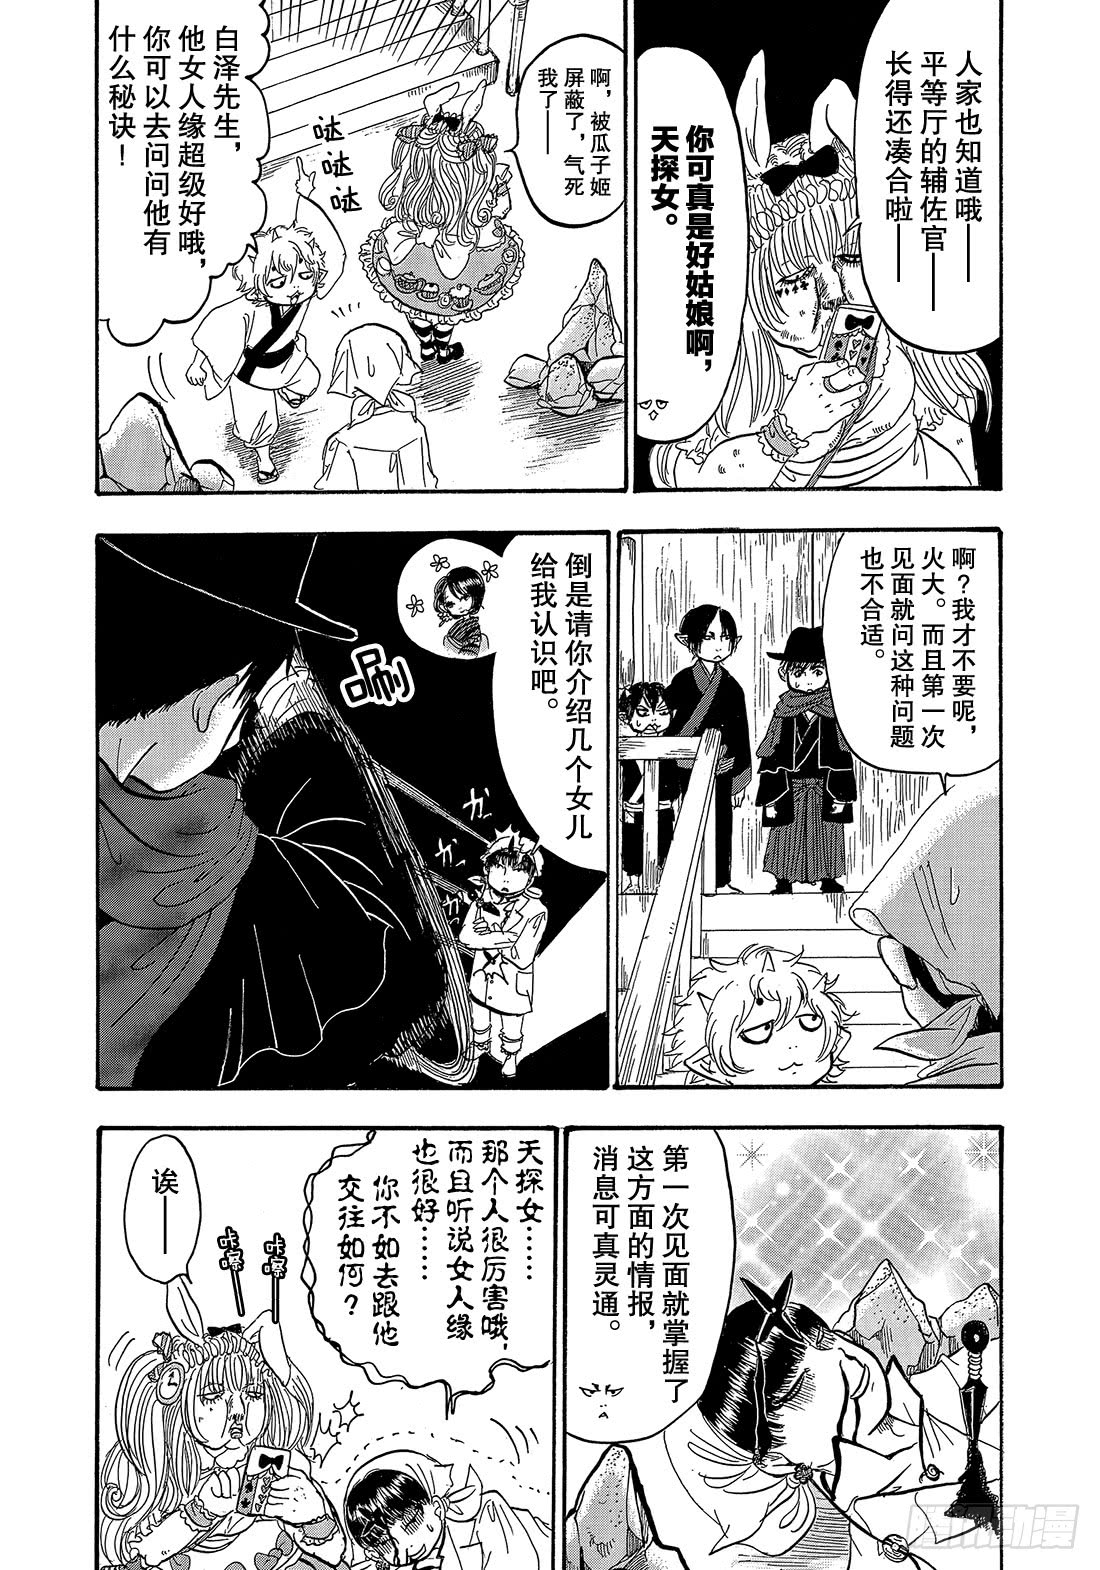 人家也知道哦——
平等厅的辅佐官——
长得还凑合啦——
你可真是好姑娘啊，
天探女。
啊，被瓜子姬
屏蔽了，气死
我了——
哒
哒
哒
白泽先生，
他女人缘超级好哦，
你可以去问问他有
什么秘诀！
啊？我才不要呢，
火大。而且第一次
见面就问这种问题
也不合适。
倒是请你介绍几个女儿
给我认识吧。
唰
カ
ッ
カ
ッ
第一次见面就掌握了
这方面的情报，
消息可真灵通。
天探女……
那个人很厉害哦，
而且听说女人缘
也很好……
你不如去跟他
交往如何？
咔嚓
咔嚓
诶——
腾讯动漫